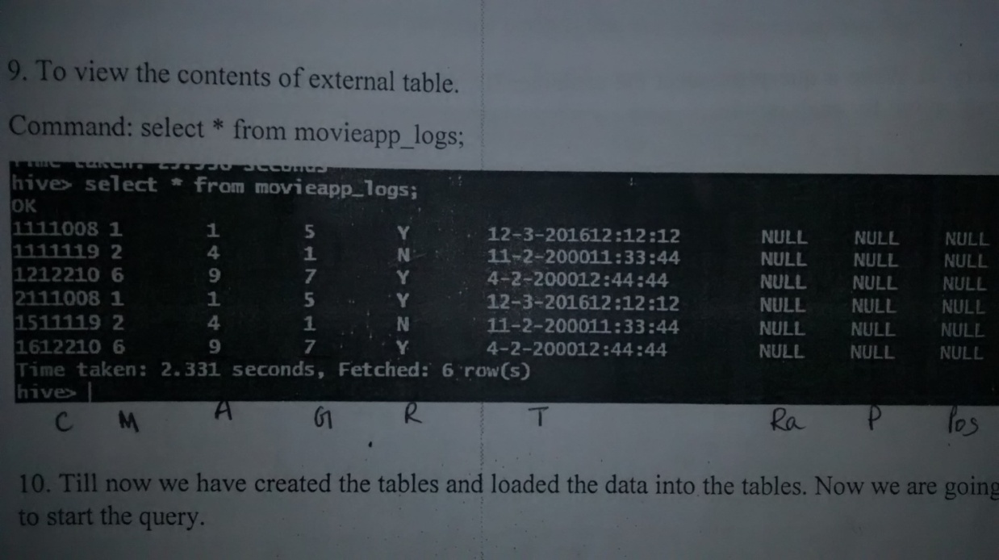 9. To view the contents of external table.
Command: select * from movieapp_logs;
hive> select * from movieapp_logs;
OK
1111008 1 1 5 Y 12-3-201612:12:12 NULL NULL NULL
1111119 2 4 1 N 11-2-200011:33:44 NULL NULL NULL
1212210 6 9 7 Y 4-2-200012:44:44 NULL NULL NULL
2111008 1 1 5 Y 12-3-201612:12:12 NULL NULL NULL
1511119 2 4 1 N 11-2-200011:33:44 NULL NULL NULL
1612210 6 9 7 Y 4-2-200012:44:44 NULL NULL NULL
Time taken: 2.331 seconds, Fetched: 6 row(s)
hive>
C M A G R T Ra P Pos
10. Till now we have created the tables and loaded the data into the tables. Now we are going
to start the query.